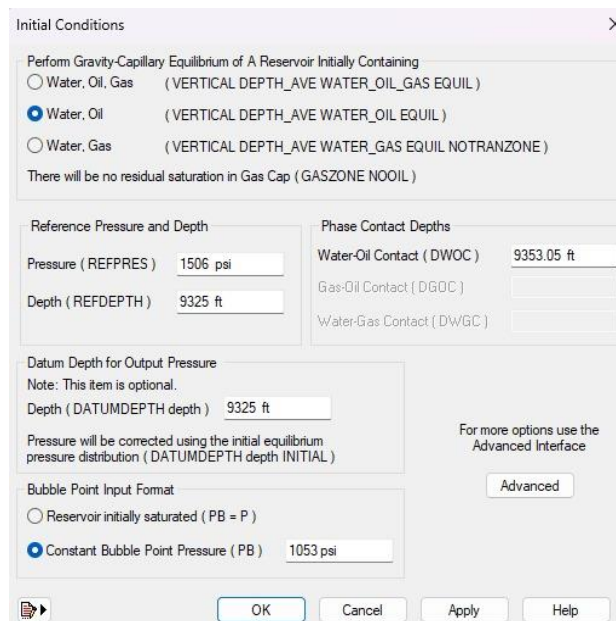 Initial Conditions
Perform Gravity-Capillary Equilibrium of A Reservoir Initially Containing
Water, Oil, Gas ( VERTICAL DEPTH_AVE WATER_OIL_GAS EQUIL )
Water, Oil ( VERTICAL DEPTH_AVE WATER_OIL EQUIL )
Water, Gas ( VERTICAL DEPTH_AVE WATER_GAS EQUIL NOTRANZONE )
There will be no residual saturation in Gas Cap ( GASZONE NOOIL )
Reference Pressure and Depth
Pressure ( REFPRES ) 1506 psi
Depth ( REFDEPTH ) 9325 ft
Phase Contact Depths
Water-Oil Contact ( DWOC ) 9353.05 ft
Gas-Oil Contact ( DGOC )
Water-Gas Contact ( DWGC )
Datum Depth for Output Pressure
Note: This item is optional.
Depth ( DATUMDEPTH depth ) 9325 ft
Pressure will be corrected using the initial equilibrium
pressure distribution ( DATUMDEPTH depth INITIAL )
For more options use the
Advanced Interface
Advanced
Bubble Point Input Format
Reservoir initially saturated ( PB = P )
Constant Bubble Point Pressure ( PB ) 1053 psi
OK Cancel Apply Help